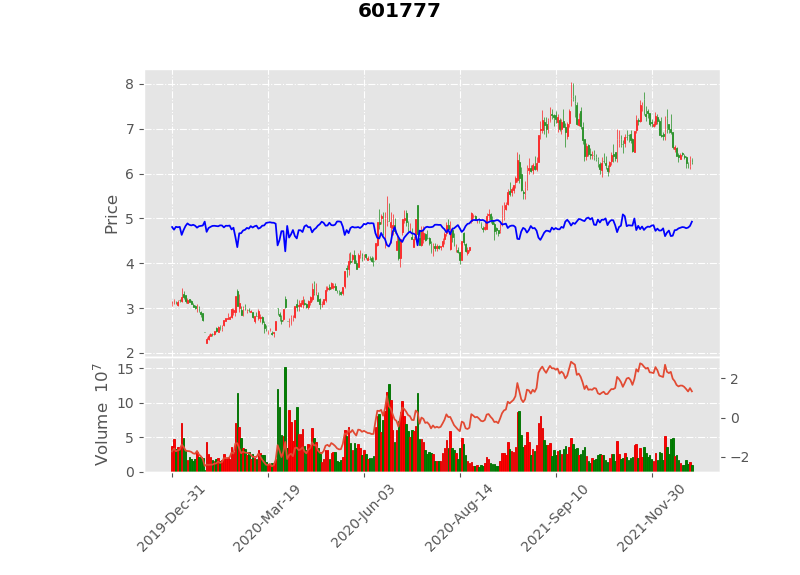 601777
8
7
6
5
4
3
2
Price
15
10
5
0
Volume 10^7
2
0
−2
2019-Dec-31
2020-Mar-19
2020-Jun-03
2020-Aug-14
2021-Sep-10
2021-Nov-30